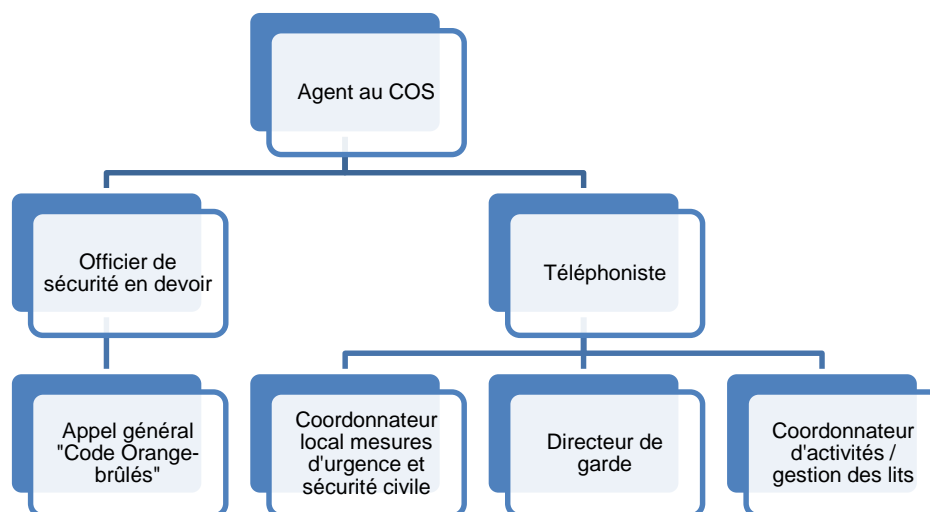 Agent au COS
Officier de
sécurité en devoir
Téléphoniste
Appel général
"Code Orange-
brûlés"
Coordonnateur
local mesures
d'urgence et
sécurité civile
Directeur de
garde
Coordonnateur
d'activités /
gestion des lits